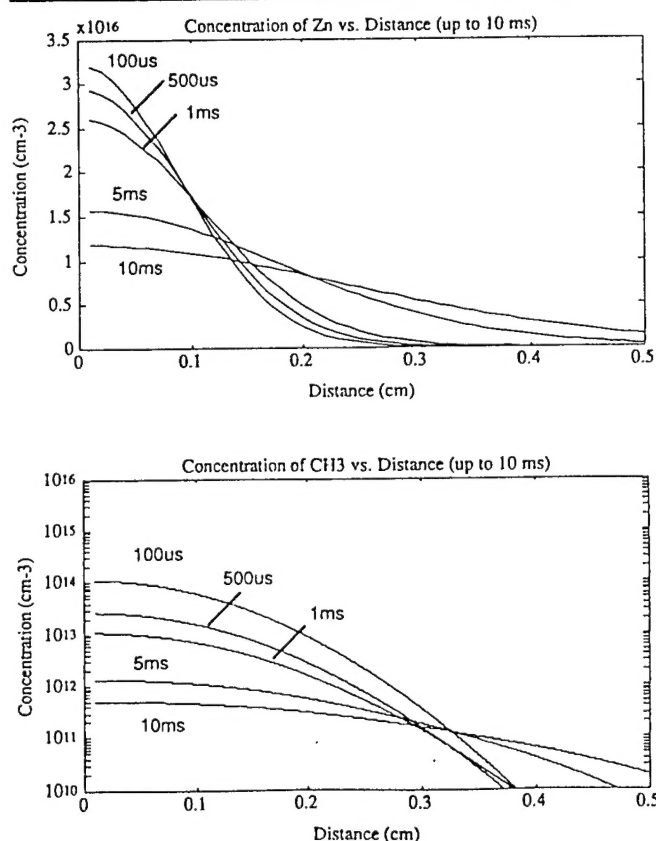 Concentration of Zn vs. Distance (up to 10 ms)
x10^16
3.5
3
2.5
2
1.5
1
0.5
0
Concentration (cm-3)
100us
500us
1ms
5ms
10ms
0
0.1
0.2
0.3
0.4
0.5
Distance (cm)
Concentration of CH3 vs. Distance (up to 10 ms)
10^16
10^15
10^14
10^13
10^12
10^11
10^10
Concentration (cm-3)
100us
500us
1ms
5ms
10ms
0
0.1
0.2
0.3
0.4
0.5
Distance (cm)